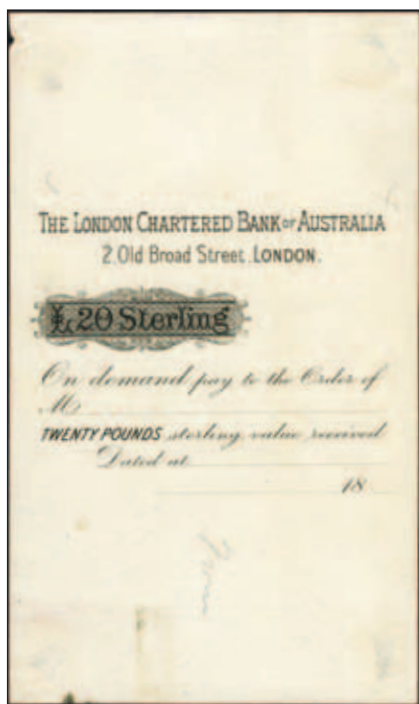 THE LONDON CHARTERED BANK OF AUSTRALIA
2, Old Broad Street, LONDON.
£20 Sterling
On demand pay to the Order of
M
TWENTY POUNDS sterling value received
Dated at
18